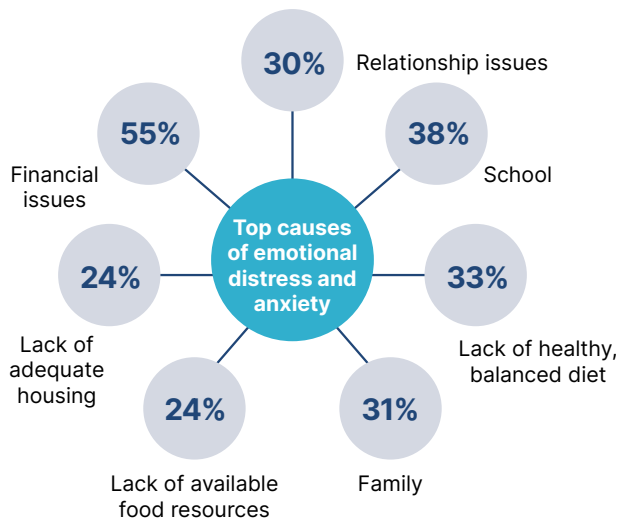 30%
Relationship issues
38%
School
33%
Lack of healthy,
balanced diet
31%
Family
24%
Lack of available
food resources
24%
Lack of
adequate
housing
55%
Financial
issues
Top causes
of emotional
distress and
anxiety